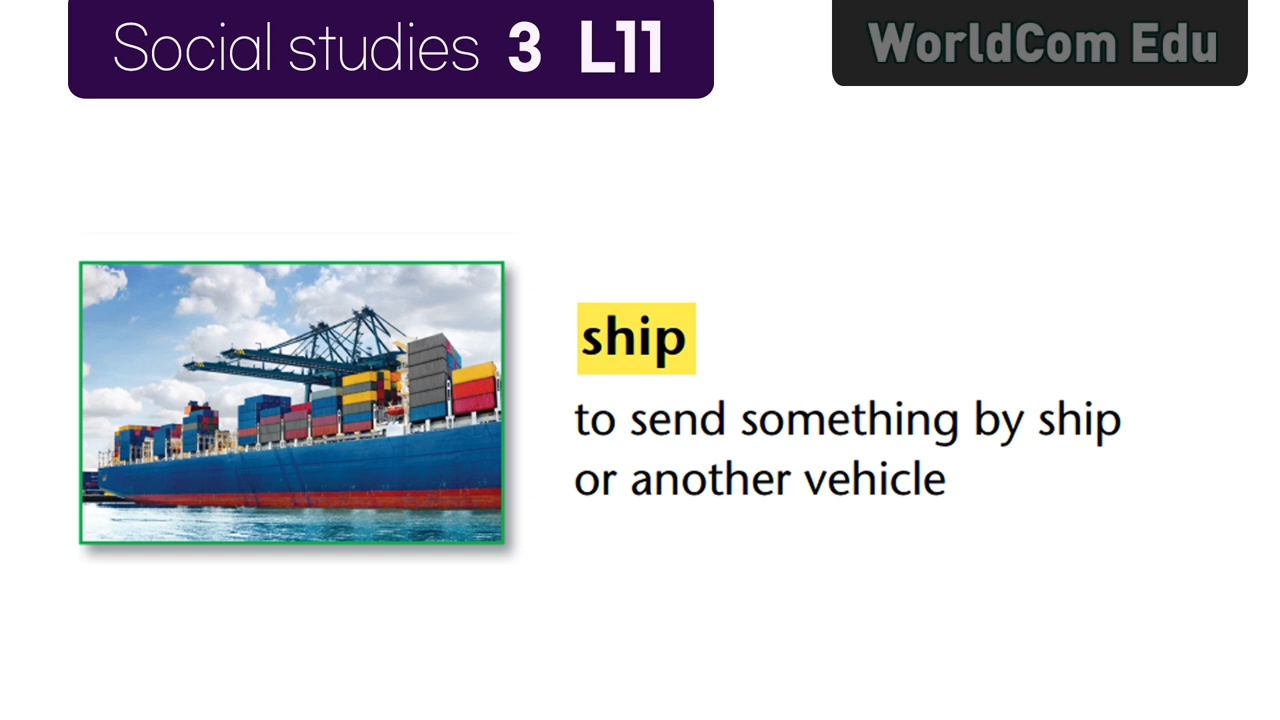 Social studies 3 L11
WorldCom Edu
ship
to send something by ship
or another vehicle